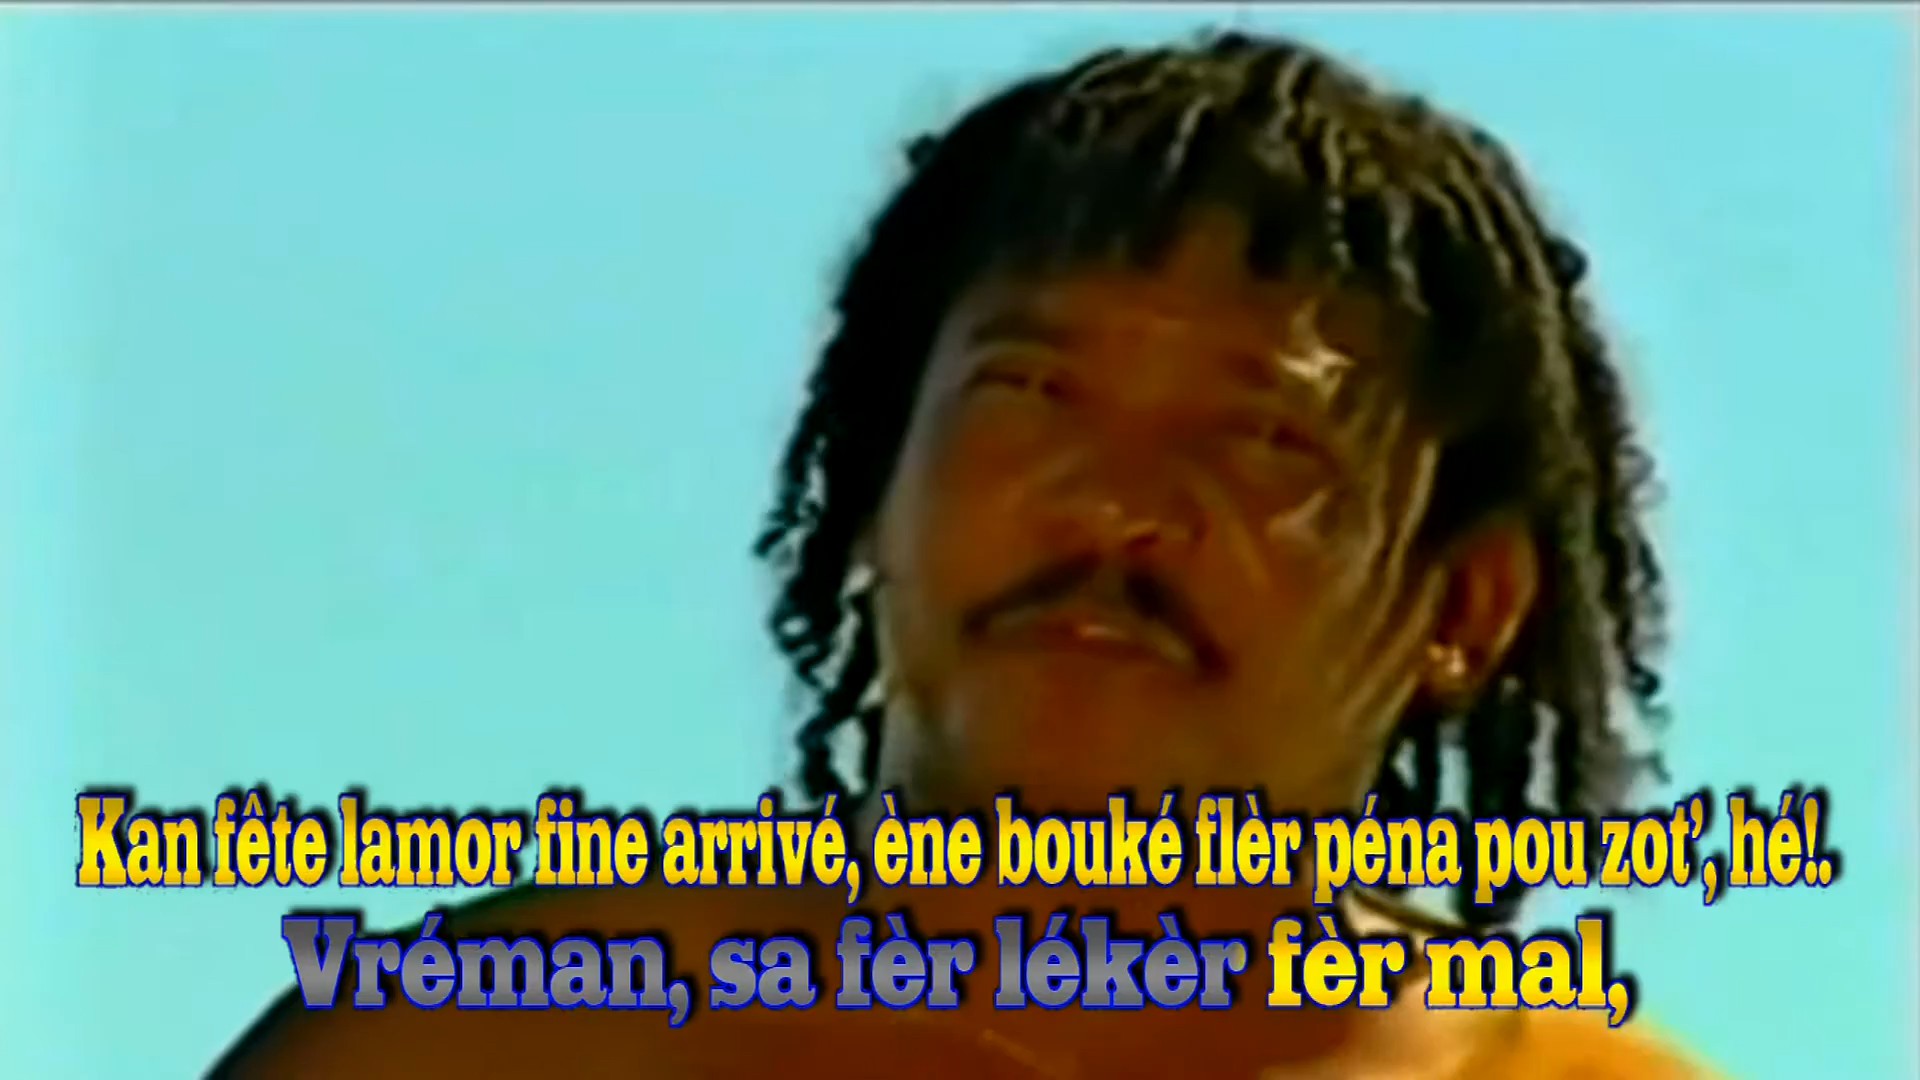 Kan fête lamor fine arrivé, ène bouké flèr péna pou zot’, hé!.
Vréman, sa fèr lékèr fèr mal,